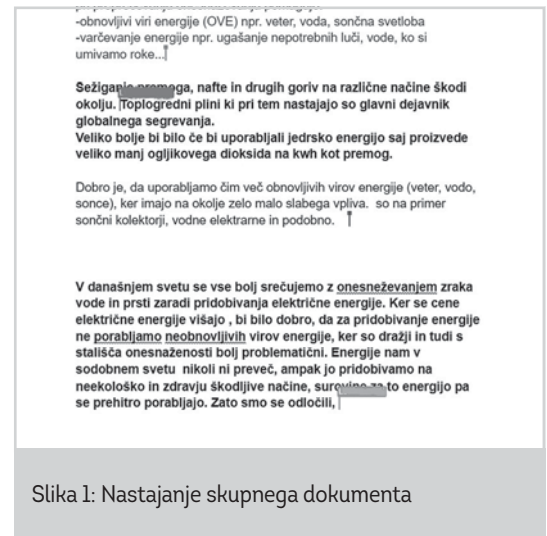 -obnovljivi viri energije (OVE) npr. veter, voda, sončna svetloba
-varčevanje energije npr. ugašanje nepotrebnih luči, vode, ko si
umivamo roke...
Sežiganje premoga, nafte in drugih goriv na različne načine škodi
okolju. Toplogredni plini ki pri tem nastajajo so glavni dejavnik
globalnega segrevanja.
Veliko bolje bi bilo če bi uporabljali jedrsko energijo saj proizvede
veliko manj ogljikovega dioksida na kwh kot premog.
Dobro je, da uporabljamo čim več obnovljivih virov energije (veter, vodo,
sonce), ker imajo na okolje zelo malo slabega vpliva. so na primer
sončni kolektorji, vodne elektrarne in podobno.
V današnjem svetu se vse bolj srečujemo z onesneževanjem zraka
vode in prsti zaradi pridobivanja električne energije. Ker se cene
električne energije višajo , bi bilo dobro, da za pridobivanje energije
ne porabljamo neobnovljivih virov energije, ker so dražji in tudi s
stališča onesnaženosti bolj problematični. Energije nam v
sodobnem svetu nikoli ni preveč, ampak jo pridobivamo na
neekološko in zdravju škodljive načine, surovine za to energijo pa
se prehitro porabljajo. Zato smo se odločili,
Slika 1: Nastajanje skupnega dokumenta